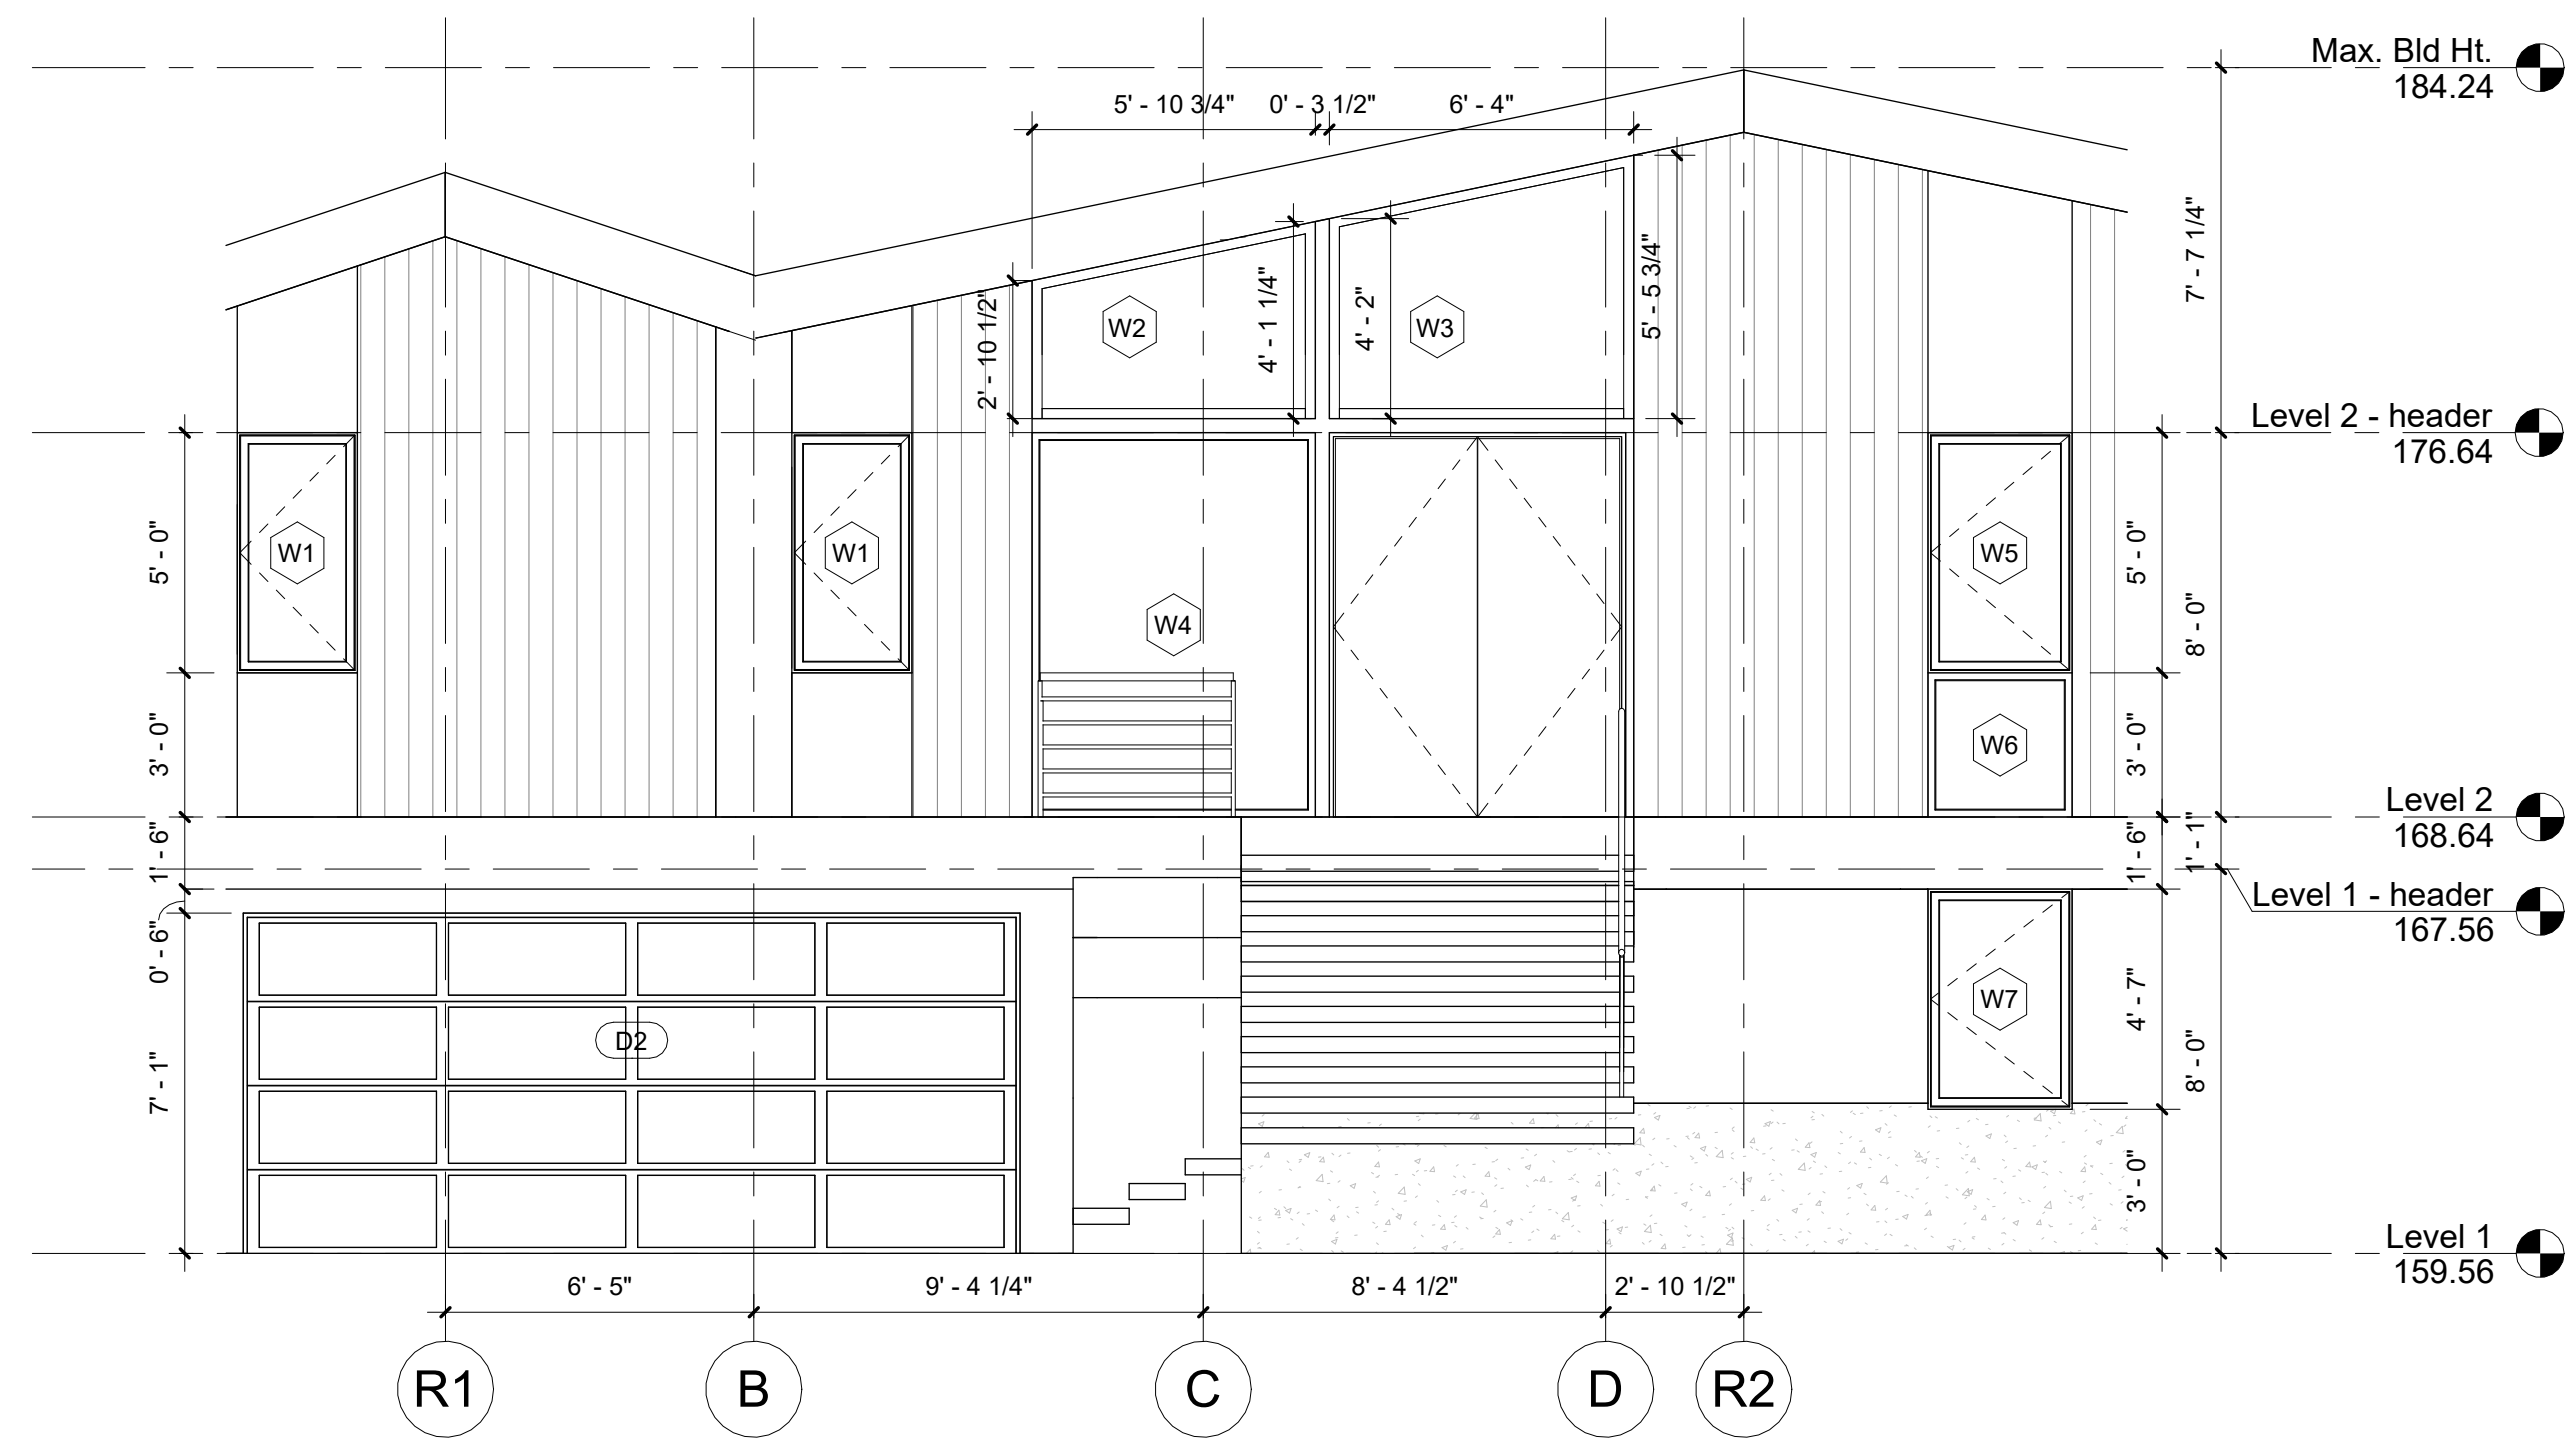 Max. Bld Ht.
184.24
5' - 10 3/4"
0' - 3 1/2"
6' - 4"
7' - 7 1/4"
2' - 10 1/2"
4' - 1 1/4"
4' - 2"
5' - 5 3/4"
W2
W3
Level 2 - header
176.64
5' - 0"
W1
W1
W4
W5
5' - 0"
8' - 0"
3' - 0"
W6
3' - 0"
Level 2
168.64
1' - 6"
1' - 6"
1' - 1"
Level 1 - header
167.56
0' - 6"
D2
W7
4' - 7"
7' - 1"
8' - 0"
3' - 0"
Level 1
159.56
6' - 5"
9' - 4 1/4"
8' - 4 1/2"
2' - 10 1/2"
R1
B
C
D
R2